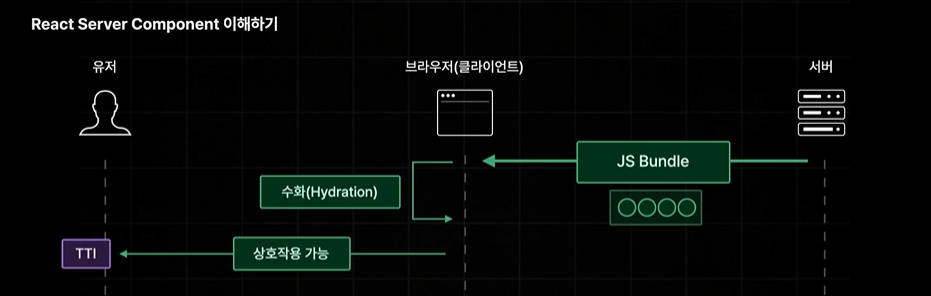 React Server Component 이해하기
유저
브라우저(클라이언트)
서버
JS Bundle
수화(Hydration)
TTI
상호작용 가능